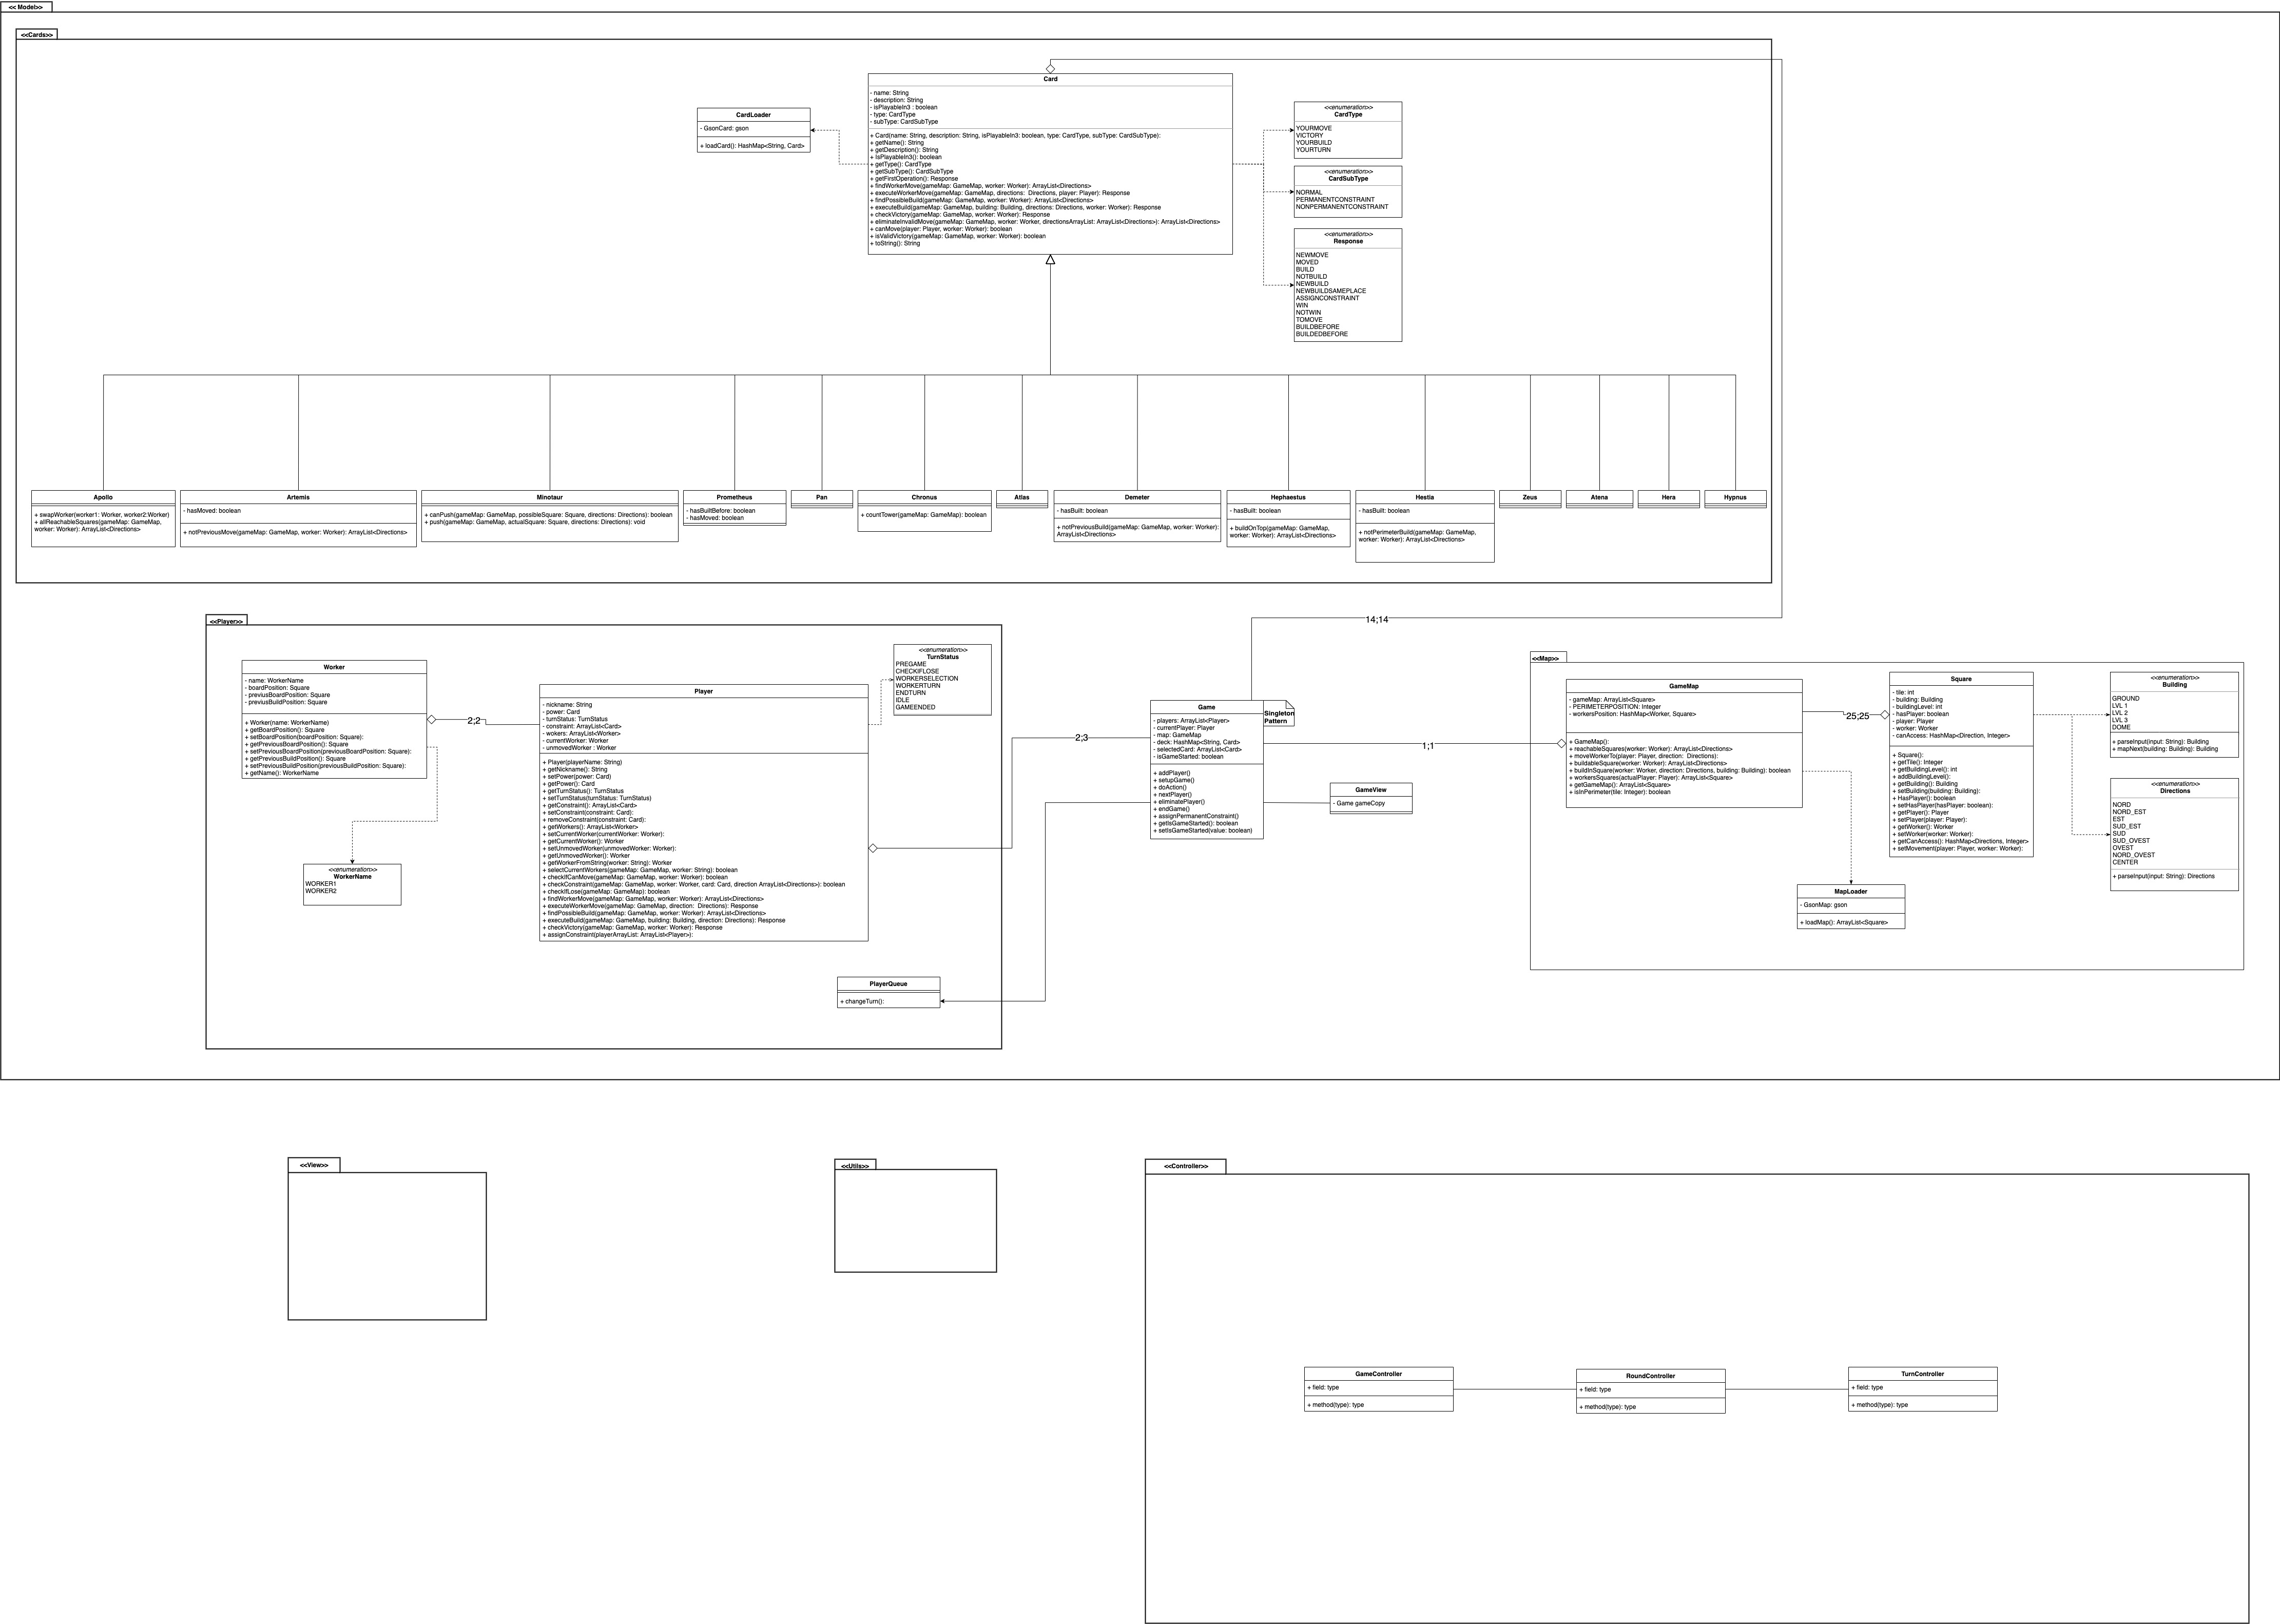 << Model>>
<<Cards>>
Card
- name: String
- description: String
- isPlayableIn3 : boolean
- type: CardType
- subType: CardSubType
+ Card(name: String, description: String, isPlayableIn3: boolean, type: CardType, subType: CardSubType):
+ getName(): String
+ getDescription(): String
+ IsPlayableIn3(): boolean
+ getType(): CardType
+ getSubType(): CardSubType
+ getFirstOperation(): Response
+ findWorkerMove(gameMap: GameMap, worker: Worker): ArrayList<Directions>
+ executeWorkerMove(gameMap: GameMap, directions: Directions, player: Player): Response
+ findPossibleBuild(gameMap: GameMap, worker: Worker): ArrayList<Directions>
+ executeBuild(gameMap: GameMap, building: Building, directions: Directions, worker: Worker): Response
+ checkVictory(gameMap: GameMap, worker: Worker): Response
+ eliminateInvalidMove(gameMap: GameMap, worker: Worker, directionsArrayList: ArrayList<Directions>): ArrayList<Directions>
+ canMove(player: Player, worker: Worker): boolean
+ isValidVictory(gameMap: GameMap, worker: Worker): boolean
+ toString(): String
CardLoader
- GsonCard: gson
+ loadCard(): HashMap<String, Card>
<<enumeration>>
CardType
YOURMOVE
VICTORY
YOURBUILD
YOURTURN
<<enumeration>>
CardSubType
NORMAL
PERMANENTCONSTRAINT
NONPERMANENTCONSTRAINT
<<enumeration>>
Response
NEWMOVE
MOVED
BUILD
NOTBUILD
NEWBUILD
NEWBUILDSAMEPLACE
ASSIGNCONSTRAINT
WIN
NOTWIN
TOMOVE
BUILDBEFORE
BUILDEDBEFORE
Apollo
+ swapWorker(worker1: Worker, worker2:Worker)
+ allReachableSquares(gameMap: GameMap,
worker: Worker): ArrayList<Directions>
Artemis
- hasMoved: boolean
+ notPreviousMove(gameMap: GameMap, worker: Worker): ArrayList<Directions>
Minotaur
+ canPush(gameMap: GameMap, possibleSquare: Square, directions: Directions): boolean
+ push(gameMap: GameMap, actualSquare: Square, directions: Directions): void
Prometheus
- hasBuiltBefore: boolean
- hasMoved: boolean
Pan
Chronus
+ countTower(gameMap: GameMap): boolean
Atlas
Demeter
- hasBuilt: boolean
+ notPreviousBuild(gameMap: GameMap, worker: Worker):
ArrayList<Directions>
Hephaestus
- hasBuilt: boolean
+ buildOnTop(gameMap: GameMap,
worker: Worker): ArrayList<Directions>
Hestia
- hasBuilt: boolean
+ notPerimeterBuild(gameMap: GameMap,
worker: Worker): ArrayList<Directions>
Zeus
Atena
Hera
Hypnus
14;14
<<Player>>
Worker
- name: WorkerName
- boardPosition: Square
- previusBoardPosition: Square
- previusBuildPosition: Square
+ Worker(name: WorkerName)
+ getBoardPosition(): Square
+ setBoardPosition(boardPosition: Square):
+ getPreviousBoardPosition(): Square
+ setPreviousBoardPosition(previousBoardPosition: Square):
+ getPreviousBuildPosition(): Square
+ setPreviousBuildPosition(previousBuildPosition: Square):
+ getName(): WorkerName
2;2
<<enumeration>>
WorkerName
WORKER1
WORKER2
Player
- nickname: String
- power: Card
- turnStatus: TurnStatus
- constraint: ArrayList<Card>
- wokers: ArrayList<Worker>
- currentWorker: Worker
- unmovedWorker : Worker
+ Player(playerName: String)
+ getNickname(): String
+ setPower(power: Card)
+ getPower(): Card
+ getTurnStatus(): TurnStatus
+ setTurnStatus(turnStatus: TurnStatus)
+ getConstraint(): ArrayList<Card>
+ setConstraint(constraint: Card):
+ removeConstraint(constraint: Card):
+ getWorkers(): ArrayList<Worker>
+ setCurrentWorker(currentWorker: Worker):
+ getCurrentWorker(): Worker
+ setUnmovedWorker(unmovedWorker: Worker):
+ getUnmovedWorker(): Worker
+ getWorkerFromString(worker: String): Worker
+ selectCurrentWorkers(gameMap: GameMap, worker: String): boolean
+ checkIfCanMove(gameMap: GameMap, worker: Worker): boolean
+ checkConstraint(gameMap: GameMap, worker: Worker, card: Card, direction ArrayList<Directions>): boolean
+ checkIfLose(gameMap: GameMap): boolean
+ findWorkerMove(gameMap: GameMap, worker: Worker): ArrayList<Directions>
+ executeWorkerMove(gameMap: GameMap, direction: Directions): Response
+ findPossibleBuild(gameMap: GameMap, worker: Worker): ArrayList<Directions>
+ executeBuild(gameMap: GameMap, building: Building, direction: Directions): Response
+ checkVictory(gameMap: GameMap, worker: Worker): Response
+ assignConstraint(playerArrayList: ArrayList<Player>):
<<enumeration>>
TurnStatus
PREGAME
CHECKIFLOSE
WORKERSELECTION
WORKERTURN
ENDTURN
IDLE
GAMEENDED
PlayerQueue
+ changeTurn():
2;3
Game
- players: ArrayList<Player>
- currentPlayer: Player
- map: GameMap
- deck: HashMap<String, Card>
- selectedCard: ArrayList<Card>
- isGameStarted: boolean
+ addPlayer()
+ setupGame()
+ doAction()
+ nextPlayer()
+ eliminatePlayer()
+ endGame()
+ assignPermanentConstraint()
+ getIsGameStarted(): boolean
+ setIsGameStarted(value: boolean)
Singleton
Pattern
1;1
GameView
- Game gameCopy
<<Map>>
GameMap
- gameMap: ArrayList<Square>
- PERIMETERPOSITION: Integer
- workersPosition: HashMap<Worker, Square>
+ GameMap():
+ reachableSquares(worker: Worker): ArrayList<Directions>
+ moveWorkerTo(player: Player, direction: Directions):
+ buildableSquare(worker: Worker): ArrayList<Directions>
+ buildInSquare(worker: Worker, direction: Directions, building: Building): boolean
+ workersSquares(actualPlayer: Player): ArrayList<Square>
+ getGameMap(): ArrayList<Square>
+ isInPerimeter(tile: Integer): boolean
25;25
Square
- tile: int
- building: Building
- buildingLevel: int
- hasPlayer: boolean
- player: Player
- worker: Worker
- canAccess: HashMap<Direction, Integer>
+ Square():
+ getTile(): Integer
+ getBuildingLevel(): int
+ addBuildingLevel():
+ getBuilding(): Building
+ setBuilding(building: Building):
+ HasPlayer(): boolean
+ setHasPlayer(hasPlayer: boolean):
+ getPlayer(): Player
+ setPlayer(player: Player):
+ getWorker(): Worker
+ setWorker(worker: Worker):
+ getCanAccess(): HashMap<Directions, Integer>
+ setMovement(player: Player, worker: Worker):
<<enumeration>>
Building
GROUND
LVL 1
LVL 2
LVL 3
DOME
+ parseInput(input: String): Building
+ mapNext(building: Building): Building
<<enumeration>>
Directions
NORD
NORD_EST
EST
SUD_EST
SUD
SUD_OVEST
OVEST
NORD_OVEST
CENTER
+ parseInput(input: String): Directions
MapLoader
- GsonMap: gson
+ loadMap(): ArrayList<Square>
<<View>>
<<Utils>>
<<Controller>>
GameController
+ field: type
+ method(type): type
RoundController
+ field: type
+ method(type): type
TurnController
+ field: type
+ method(type): type